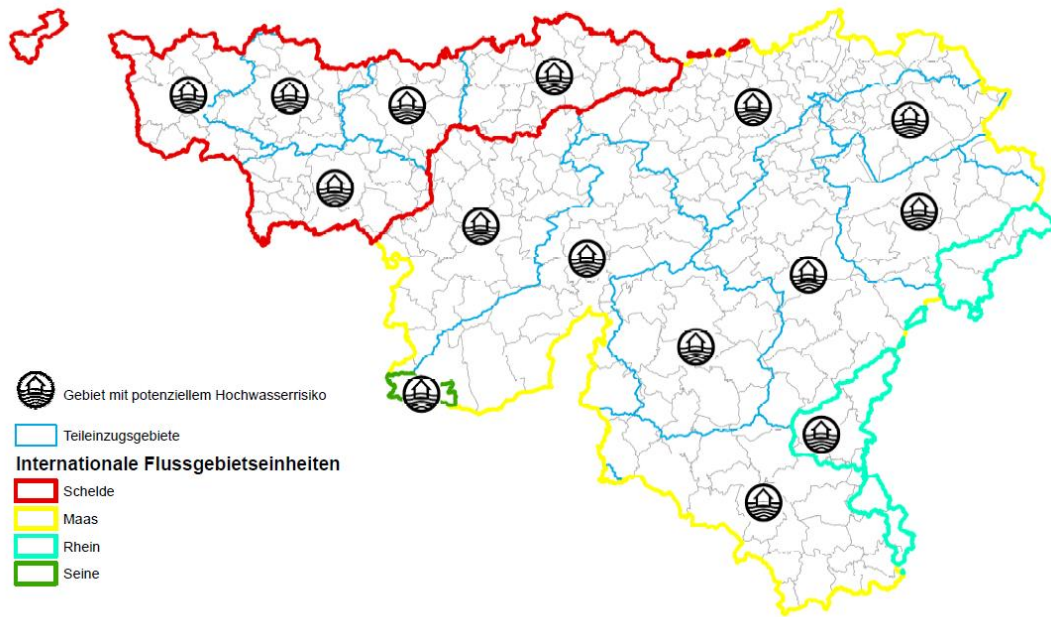 Gebiet mit potenziellem Hochwasserrisiko
Teileinzugsgebiete
Internationale Flussgebietseinheiten
Schelde
Maas
Rhein
Seine